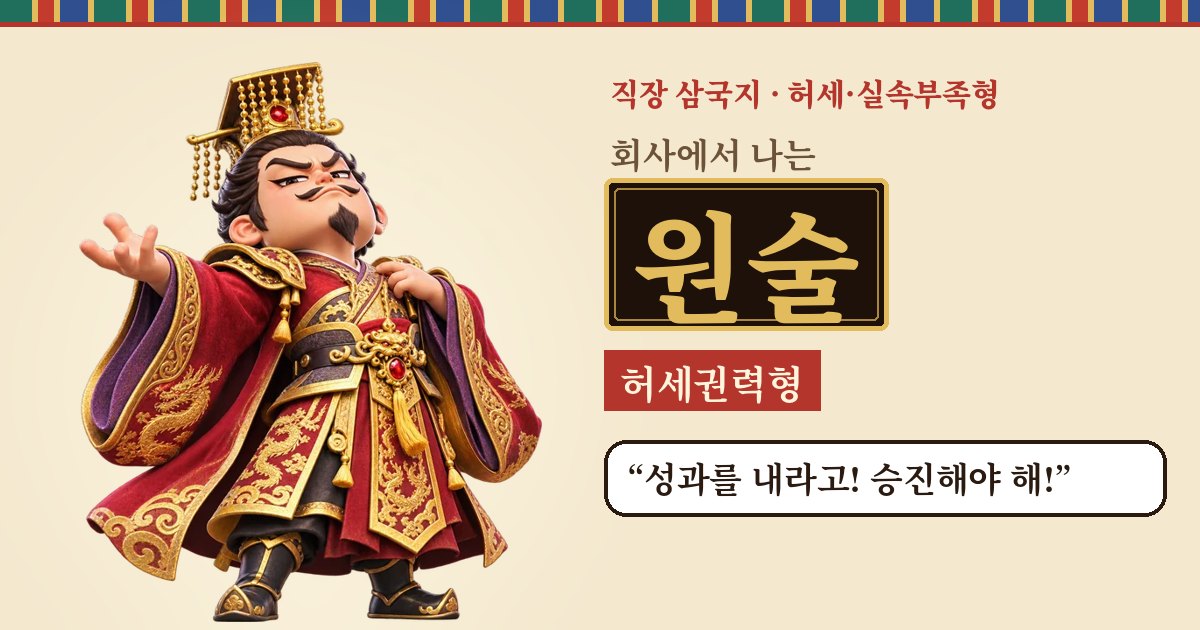 직장 삼국지 · 허세·실속부족형
회사에서 나는
원술
허세권력형
“성과를 내라고! 승진해야 해!”